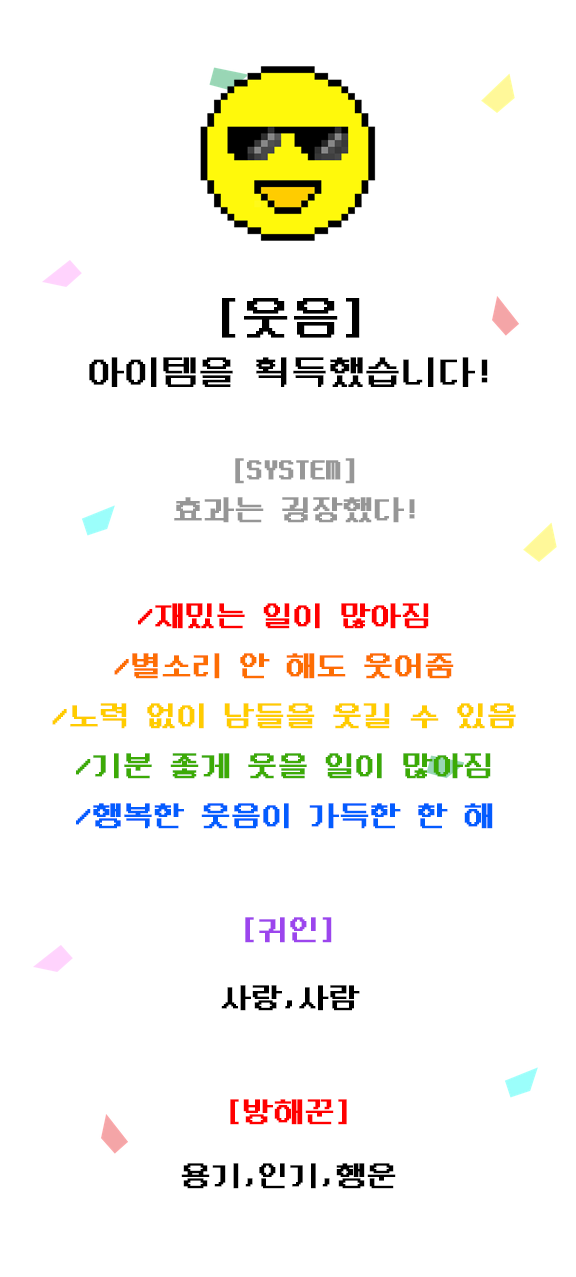 [웃음]
아이템을 획득했습니다!
[SYSTEM]
효과는 굉장했다!
/재밌는 일이 많아짐
/별소리 안 해도 웃어줌
/노력 없이 남들을 웃길 수 있음
/기분 좋게 웃을 일이 많아짐
/행복한 웃음이 가득한 한 해
[귀인]
사랑,사람
[방해꾼]
용기,인기,행운